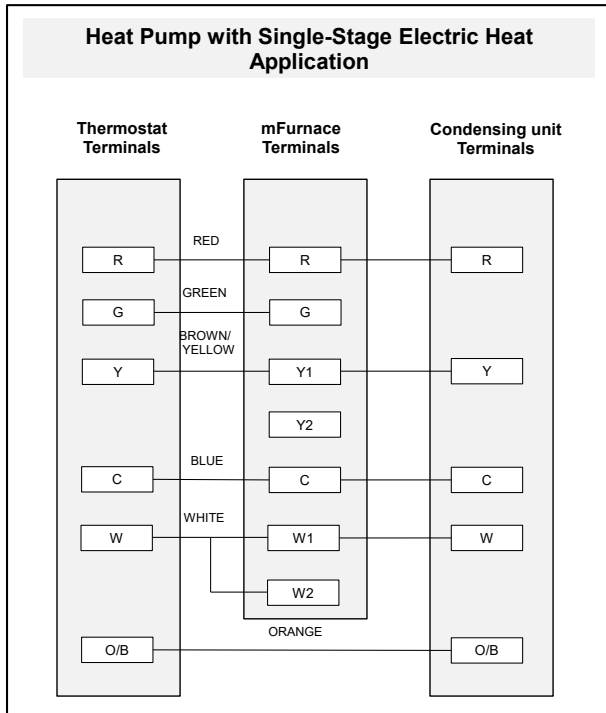 Heat Pump with Single-Stage Electric Heat
Application
Thermostat
Terminals
mFurnace
Terminals
Condensing unit
Terminals
RED
R
R
R
GREEN
G
G
BROWN/
YELLOW
Y
Y1
Y
Y2
BLUE
C
C
C
WHITE
W
W1
W
W2
ORANGE
O/B
O/B